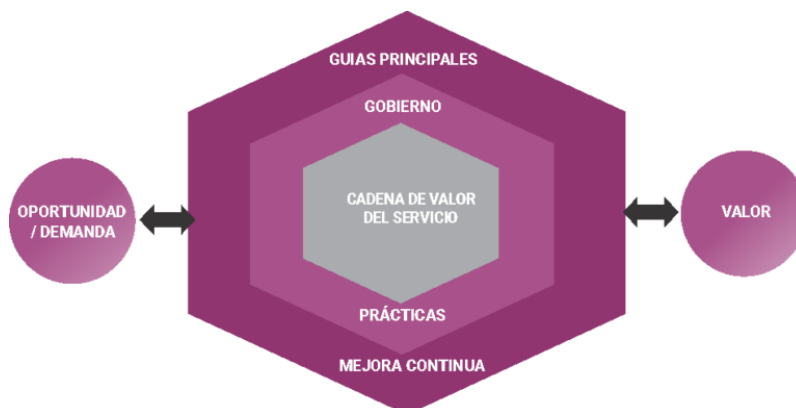 GUIAS PRINCIPALES
GOBIERNO
CADENA DE VALOR
DEL SERVICIO
OPORTUNIDAD
/ DEMANDA
VALOR
PRÁCTICAS
MEJORA CONTINUA